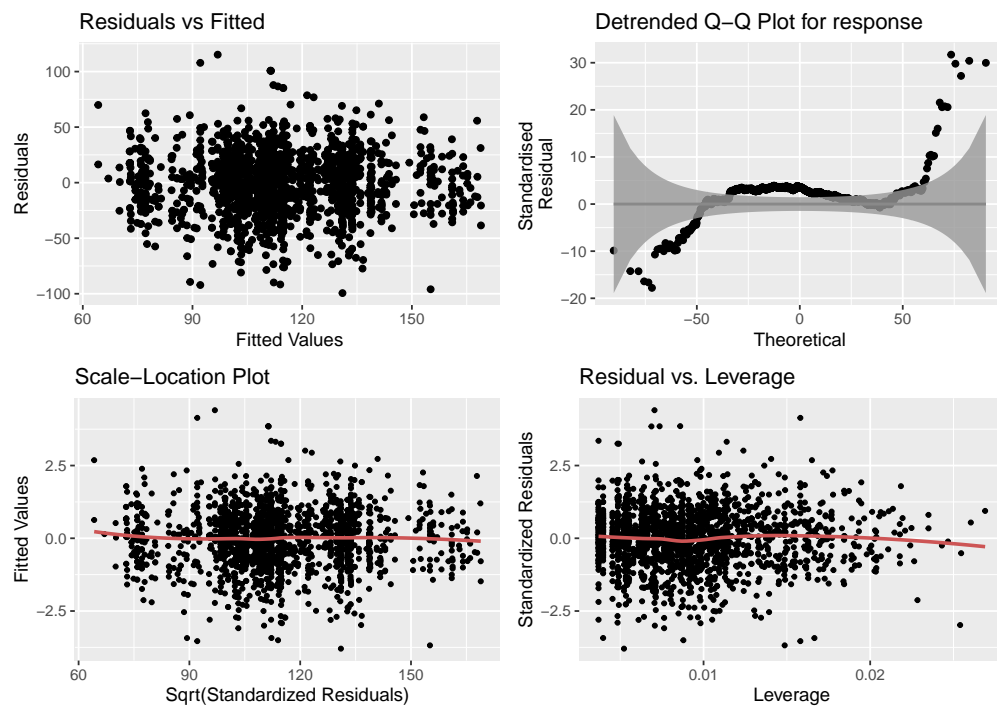 Residuals vs Fitted
Residuals
100
50
0
−50
−100
60
90
120
150
Fitted Values
Detrended Q−Q Plot for response
Standardised
Residual
30
20
10
0
−10
−20
−50
0
50
Theoretical
Scale−Location Plot
Fitted Values
2.5
0.0
−2.5
60
90
120
150
Sqrt(Standardized Residuals)
Residual vs. Leverage
Standardized Residuals
2.5
0.0
−2.5
0.01
0.02
Leverage